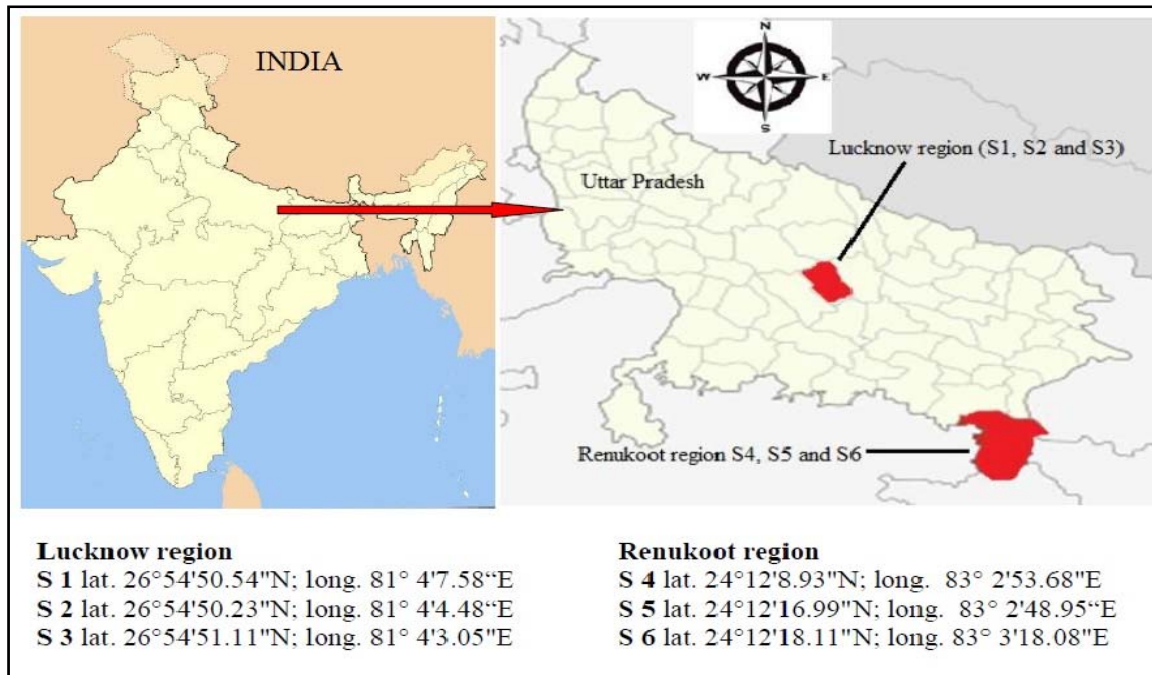 INDIA
N
W
E
S
Lucknow region (S1, S2 and S3)
Uttar Pradesh
Renukoot region S4, S5 and S6
Lucknow region
S 1 lat. 26°54'50.54"N; long. 81° 4'7.58“E
S 2 lat. 26°54'50.23"N; long. 81° 4'4.48“E
S 3 lat. 26°54'51.11"N; long. 81° 4'3.05"E
Renukoot region
S 4 lat. 24°12'8.93"N; long.  83° 2'53.68"E
S 5 lat. 24°12'16.99"N; long.  83° 2'48.95“E
S 6 lat. 24°12'18.11"N; long. 83° 3'18.08"E